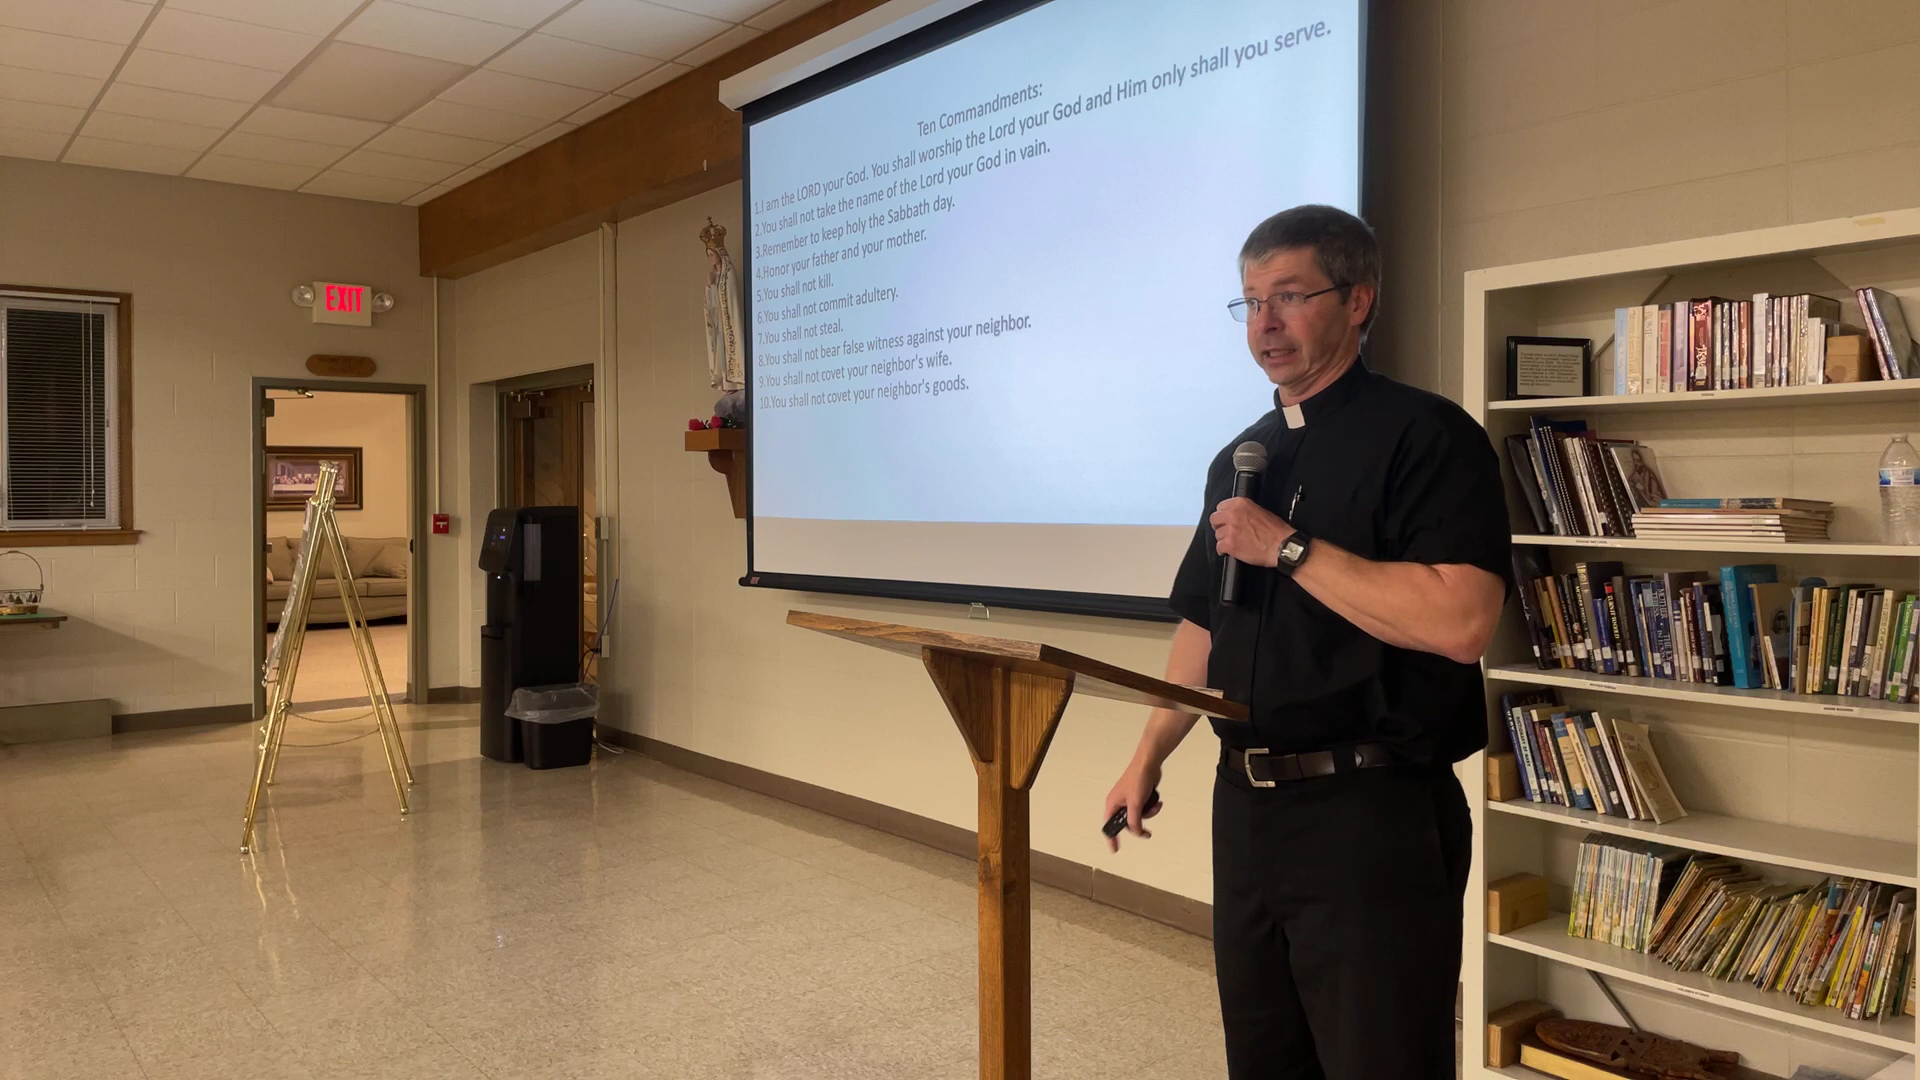 Ten Commandments:
1.I am the LORD your God. You shall worship the Lord your God and Him only shall you serve.
2.You shall not take the name of the Lord your God in vain.
3.Remember to keep holy the Sabbath day.
4.Honor your father and your mother.
5.You shall not kill.
6.You shall not commit adultery.
7.You shall not steal.
8.You shall not bear false witness against your neighbor.
9.You shall not covet your neighbor's wife.
10.You shall not covet your neighbor's goods.
EXIT